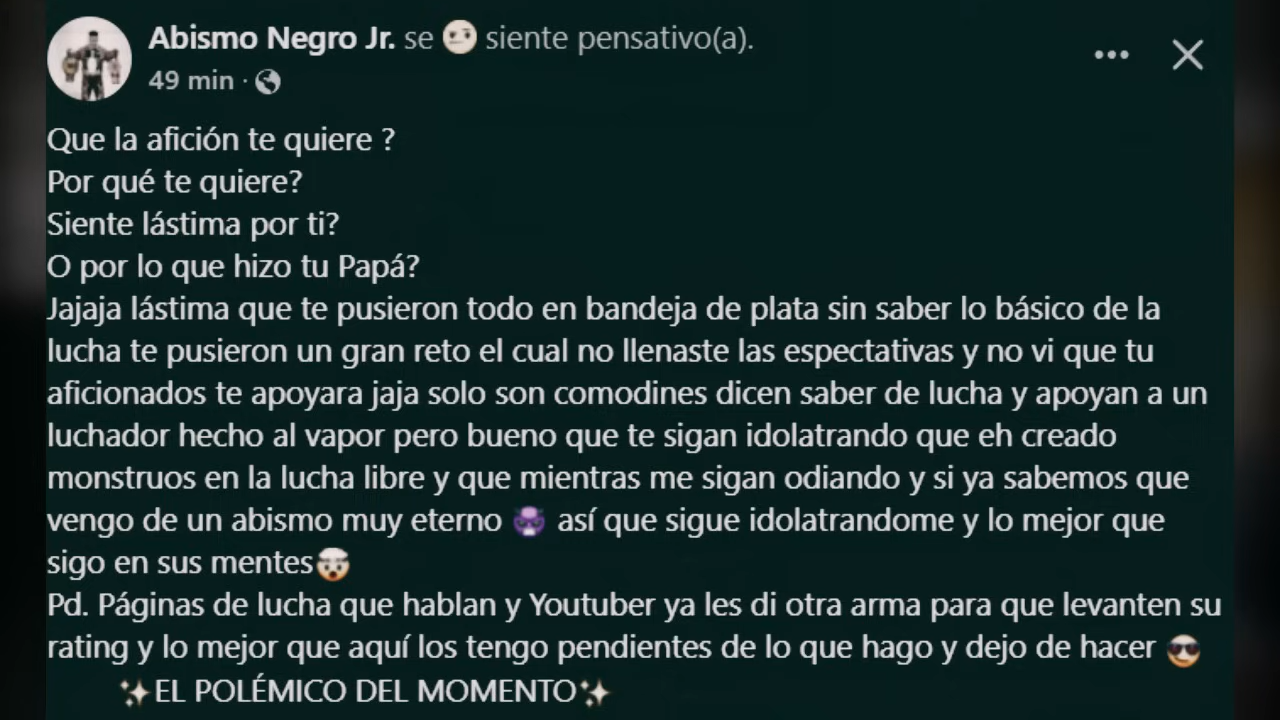 Abismo Negro Jr. se 🤨 siente pensativo(a).
49 min ·
Que la afición te quiere ?
Por qué te quiere?
Siente lástima por ti?
O por lo que hizo tu Papá?
Jajaja lástima que te pusieron todo en bandeja de plata sin saber lo básico de la
lucha te pusieron un gran reto el cual no llenaste las espectativas y no vi que tu
aficionados te apoyara jaja solo son comodines dicen saber de lucha y apoyan a un
luchador hecho al vapor pero bueno que te sigan idolatrando que eh creado
monstruos en la lucha libre y que mientras me sigan odiando y si ya sabemos que
vengo de un abismo muy eterno 🦹 así que sigue idolatrandome y lo mejor que
sigo en sus mentes🤯
Pd. Páginas de lucha que hablan y Youtuber ya les di otra arma para que levanten su
rating y lo mejor que aquí los tengo pendientes de lo que hago y dejo de hacer 😎
✨EL POLÉMICO DEL MOMENTO✨